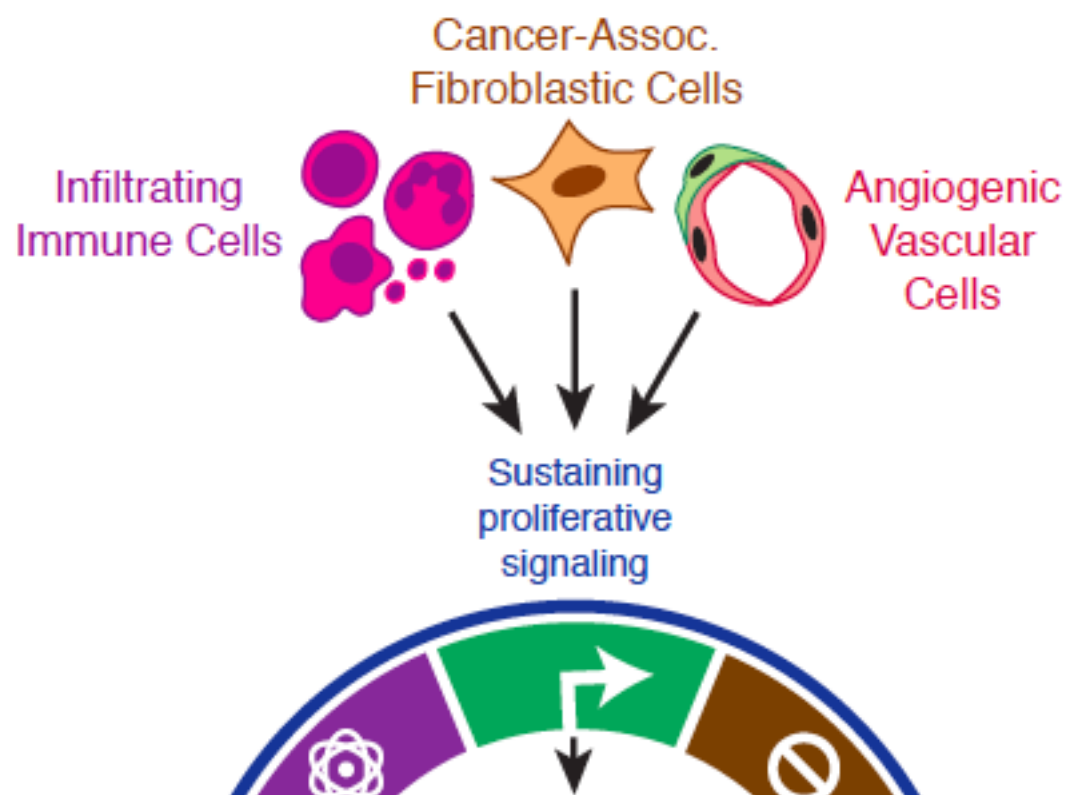 Cancer-Assoc.
Fibroblastic Cells
Infiltrating
Immune Cells
Angiogenic
Vascular
Cells
Sustaining
proliferative
signaling